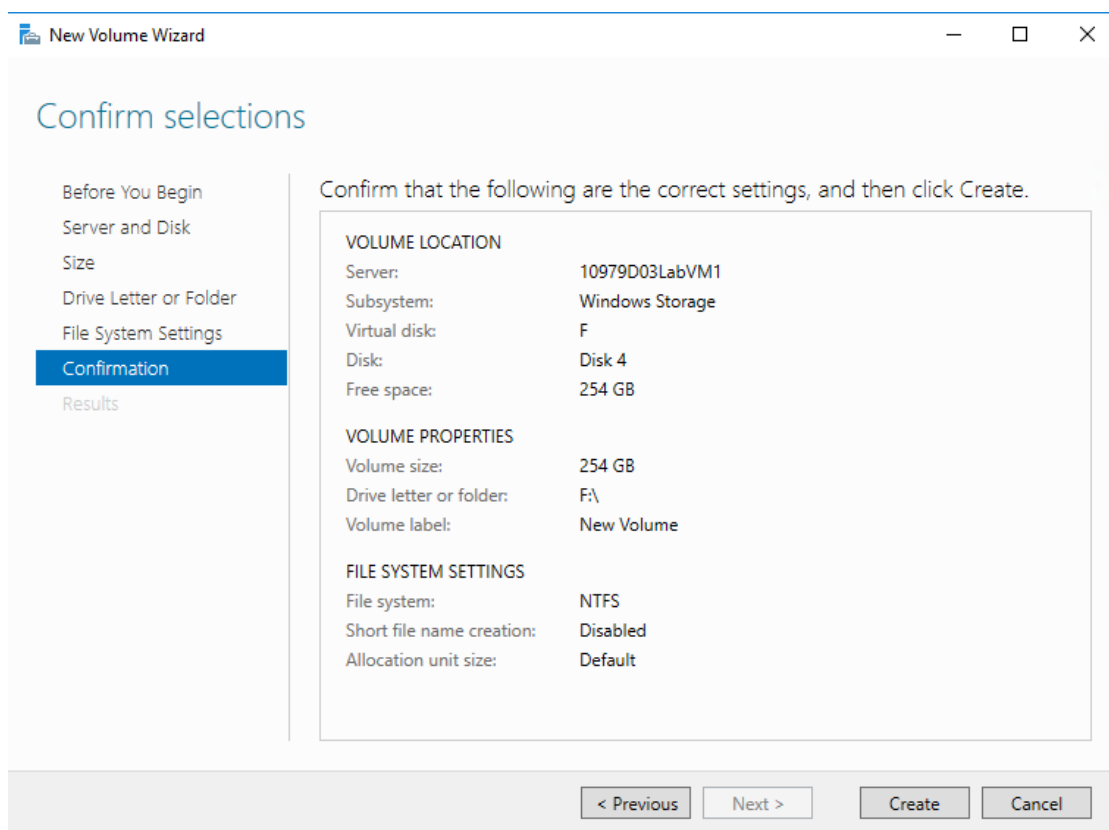 New Volume Wizard
Confirm selections
Before You Begin
Server and Disk
Size
Drive Letter or Folder
File System Settings
Confirmation
Results
Confirm that the following are the correct settings, and then click Create.
VOLUME LOCATION
Server: 10979D03LabVM1
Subsystem: Windows Storage
Virtual disk: F
Disk: Disk 4
Free space: 254 GB
VOLUME PROPERTIES
Volume size: 254 GB
Drive letter or folder: F:\
Volume label: New Volume
FILE SYSTEM SETTINGS
File system: NTFS
Short file name creation: Disabled
Allocation unit size: Default
< Previous Next > Create Cancel